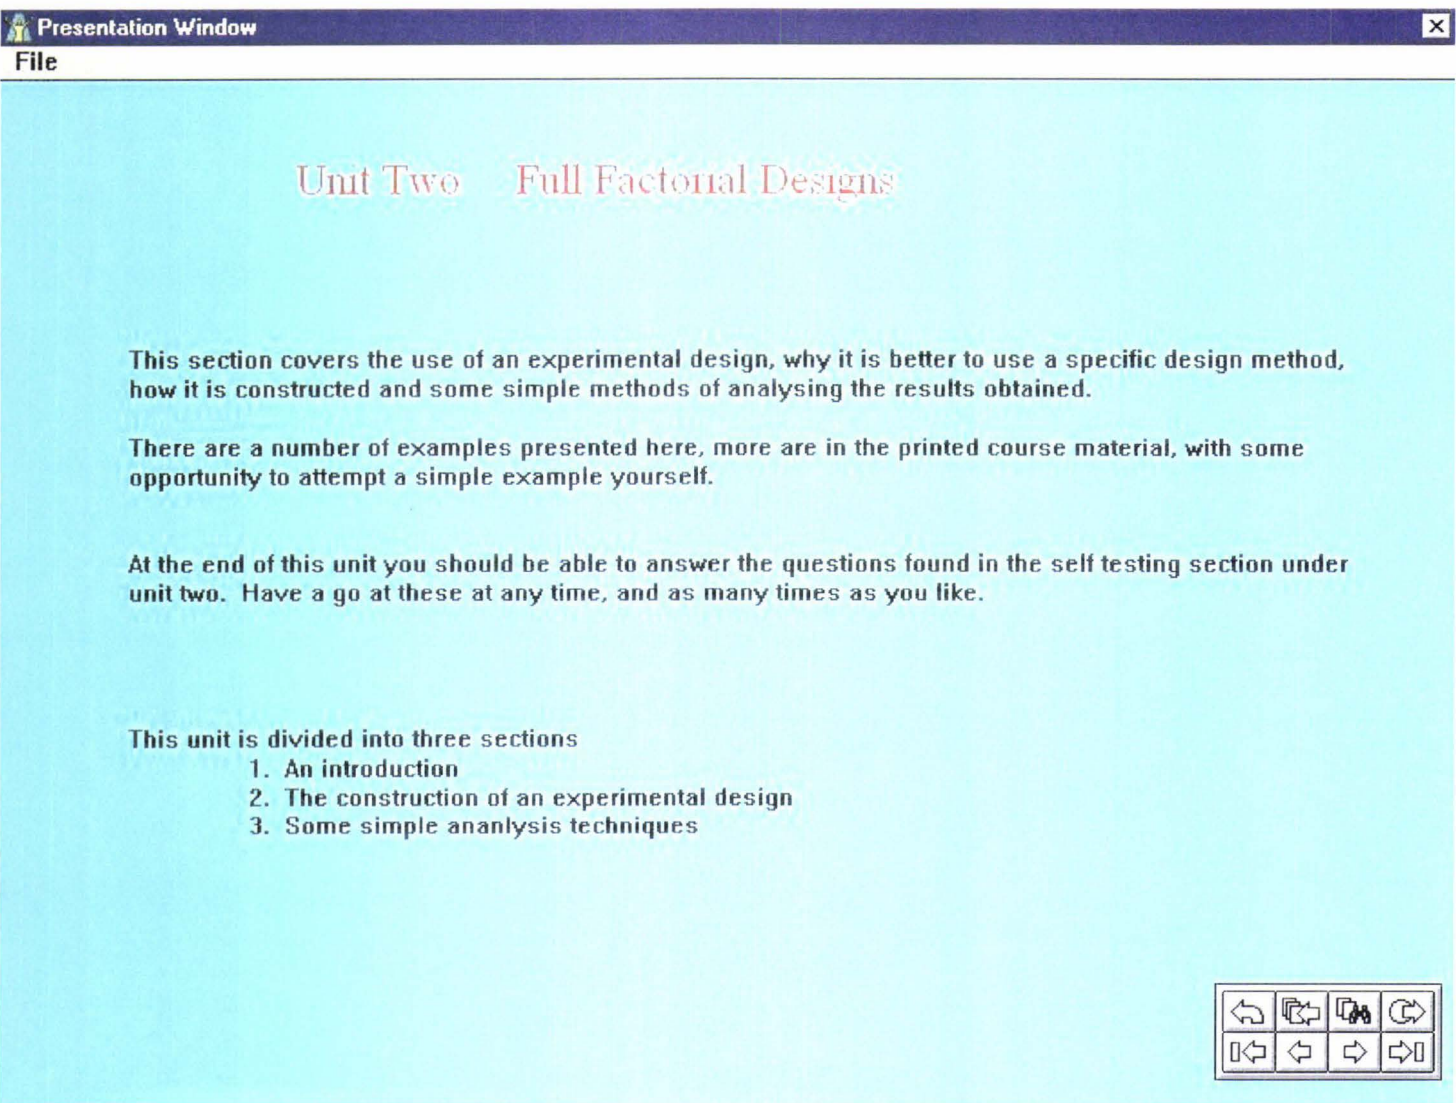 Presentation Window
File
Unit Two Full Factorial Designs
This section covers the use of an experimental design, why it is better to use a specific design method,
how it is constructed and some simple methods of analysing the results obtained.
There are a number of examples presented here, more are in the printed course material, with some
opportunity to attempt a simple example yourself.
At the end of this unit you should be able to answer the questions found in the self testing section under
unit two. Have a go at these at any time, and as many times as you like.
This unit is divided into three sections
1. An introduction
2. The construction of an experimental design
3. Some simple ananlysis techniques